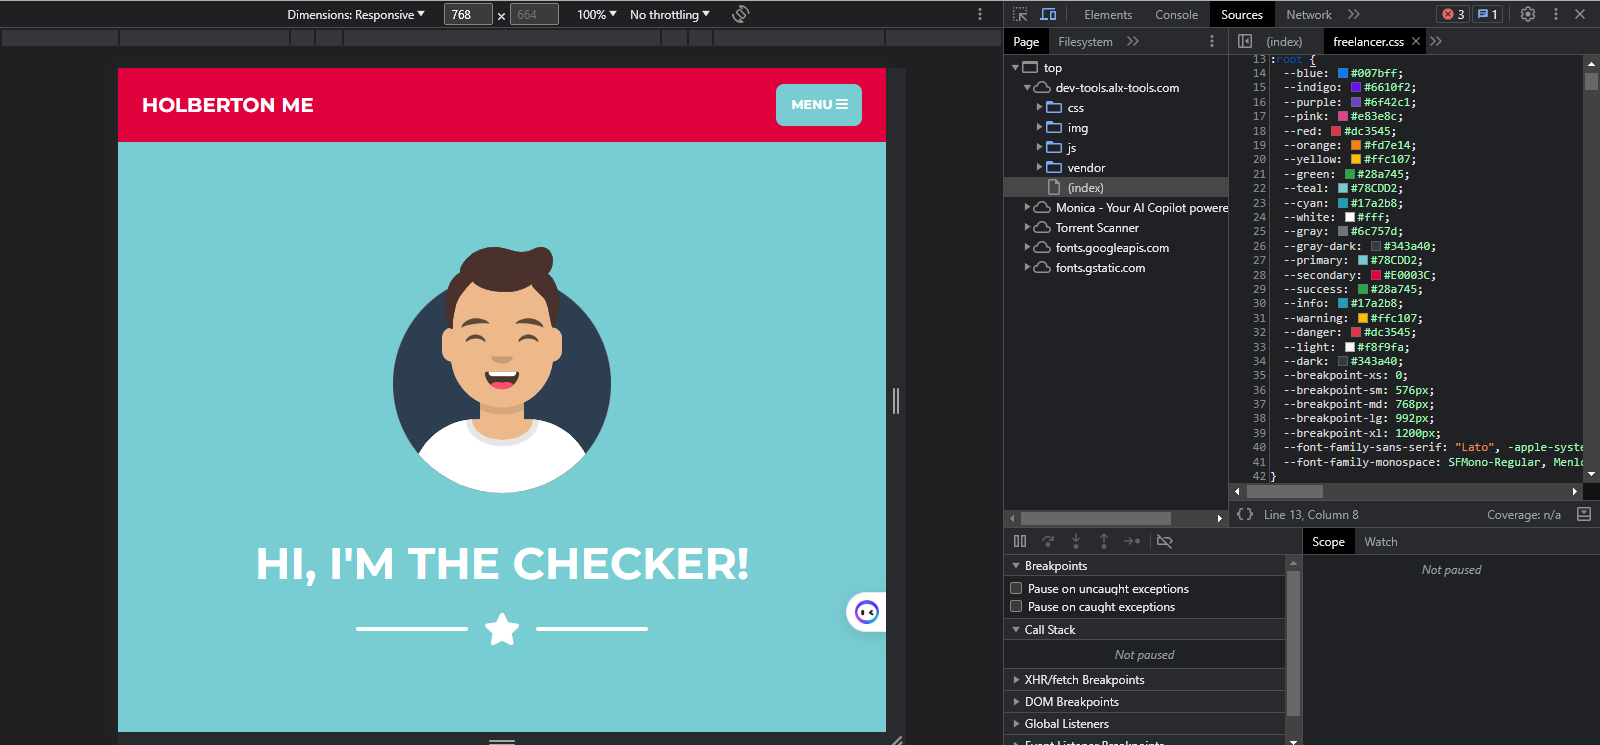 Dimensions: Responsive 768 x 664 100% No throttling
HOLBERTON ME
MENU
HI, I'M THE CHECKER!
Elements Console Sources Network 3 1
Page Filesystem
top
dev-tools.alx-tools.com
css
img
js
vendor
(index)
Monica - Your AI Copilot powere
Torrent Scanner
fonts.googleapis.com
fonts.gstatic.com
(index) freelancer.css
13 :root {
14 --blue: #007bff;
15 --indigo: #6610f2;
16 --purple: #6f42c1;
17 --pink: #e83e8c;
18 --red: #dc3545;
19 --orange: #fd7e14;
20 --yellow: #ffc107;
21 --green: #28a745;
22 --teal: #78CDD2;
23 --cyan: #17a2b8;
24 --white: #fff;
25 --gray: #6c757d;
26 --gray-dark: #343a40;
27 --primary: #78CDD2;
28 --secondary: #E0003C;
29 --success: #28a745;
30 --info: #17a2b8;
31 --warning: #ffc107;
32 --danger: #dc3545;
33 --light: #f8f9fa;
34 --dark: #343a40;
35 --breakpoint-xs: 0;
36 --breakpoint-sm: 576px;
37 --breakpoint-md: 768px;
38 --breakpoint-lg: 992px;
39 --breakpoint-xl: 1200px;
40 --font-family-sans-serif: "Lato", -apple-syste
41 --font-family-monospace: SFMono-Regular, Menlo
42 }
{} Line 13, Column 8 Coverage: n/a
Breakpoints
Pause on uncaught exceptions
Pause on caught exceptions
Call Stack
Not paused
XHR/fetch Breakpoints
DOM Breakpoints
Global Listeners
Event Listener Breakpoints
Scope Watch
Not paused